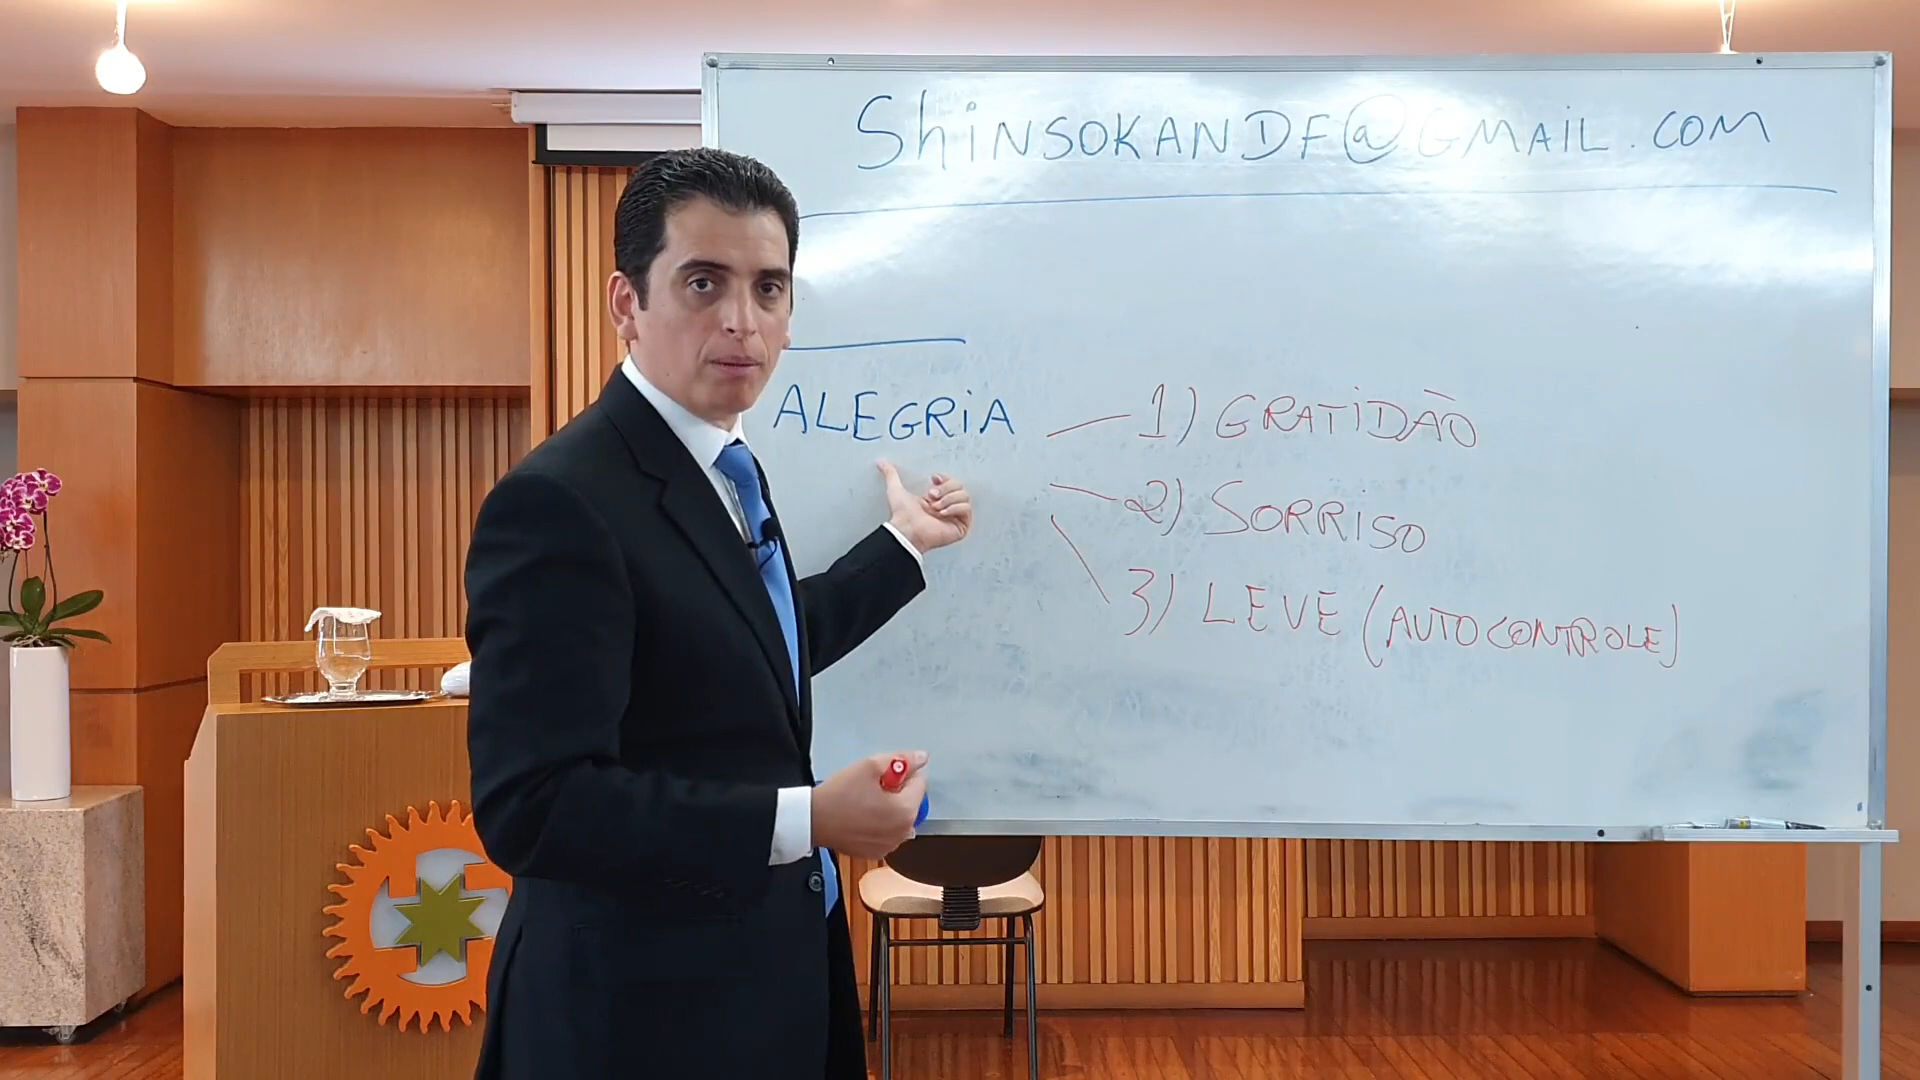 ShiNSOKANDF@GMAIL.COM
ALEGRiA
1) GRATiDÃO
2) SORRISO
3) LEVE (AUTOCONTROLE)